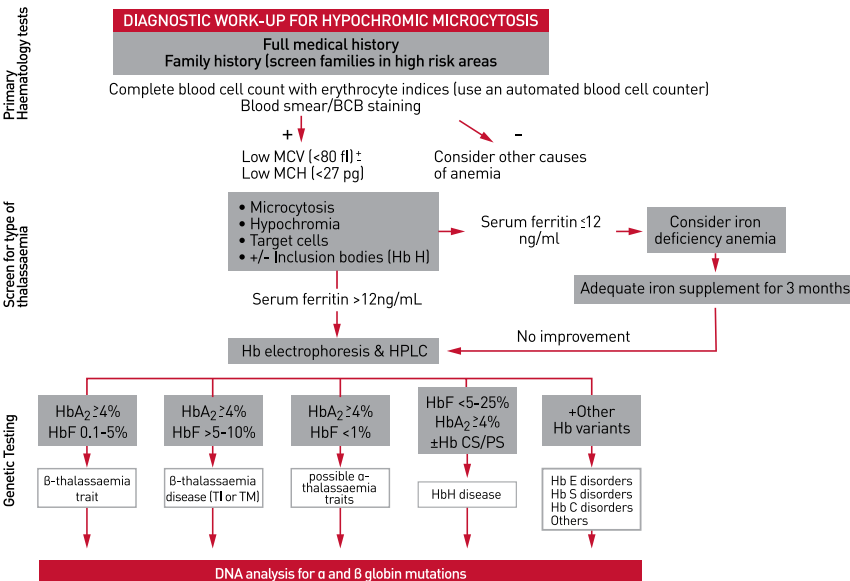 DIAGNOSTIC WORK-UP FOR HYPOCHROMIC MICROCYTOSIS
Full medical history
Family history (screen families in high risk areas
Primary
Haematology tests
Complete blood cell count with erythrocyte indices (use an automated blood cell counter)
Blood smear/BCB staining
+
–
Low MCV (<80 fl) ±
Low MCH (<27 pg)
Consider other causes
of anemia
Screen for type of
thalassaemia
• Microcytosis
• Hypochromia
• Target cells
• +/- Inclusion bodies (Hb H)
Serum ferritin ≤12
ng/ml
Consider iron
deficiency anemia
Adequate iron supplement for 3 months
Serum ferritin >12ng/mL
No improvement
Hb electrophoresis & HPLC
Genetic Testing
HbA₂ ≥4%
HbF 0.1-5%
HbA₂ ≥4%
HbF >5-10%
HbA₂ ≥4%
HbF <1%
HbF <5-25%
HbA₂ ≥4%
±Hb CS/PS
+Other
Hb variants
β-thalassaemia
trait
β-thalassaemia
disease (TI or TM)
possible α-
thalassaemia
traits
HbH disease
Hb E disorders
Hb S disorders
Hb C disorders
Others
DNA analysis for α and β globin mutations